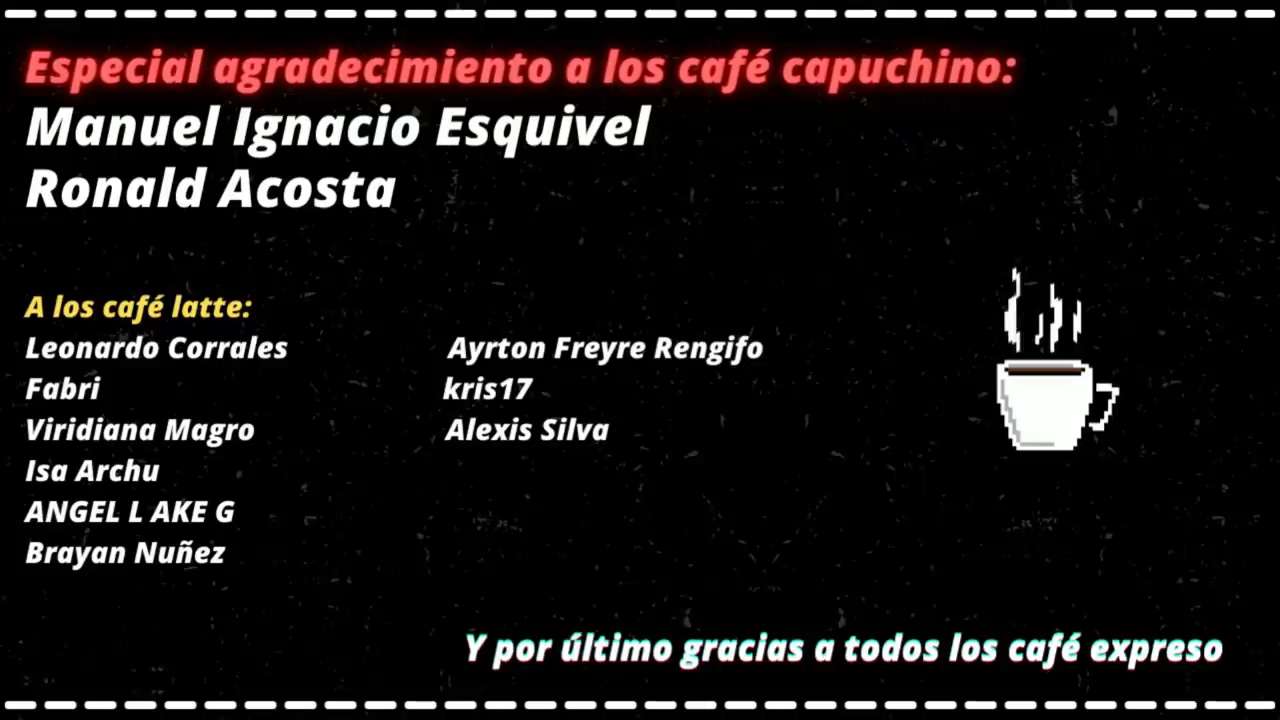 Especial agradecimiento a los café capuchino:
Manuel Ignacio Esquivel
Ronald Acosta
A los café latte:
Leonardo Corrales
Fabri
Viridiana Magro
Isa Archu
ANGEL L AKE G
Brayan Nuñez
Ayrton Freyre Rengifo
kris17
Alexis Silva
Y por último gracias a todos los café expreso